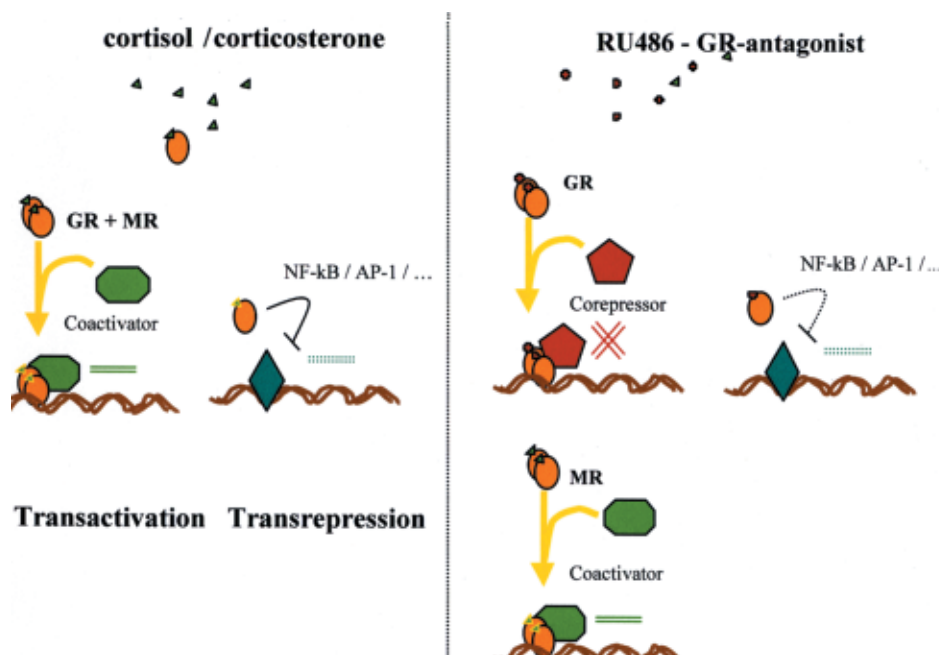 cortisol /corticosterone
GR + MR
NF-kB / AP-1 / …
Coactivator
Transactivation
Transrepression
RU486 - GR-antagonist
GR
NF-kB / AP-1 / ...
Corepressor
MR
Coactivator